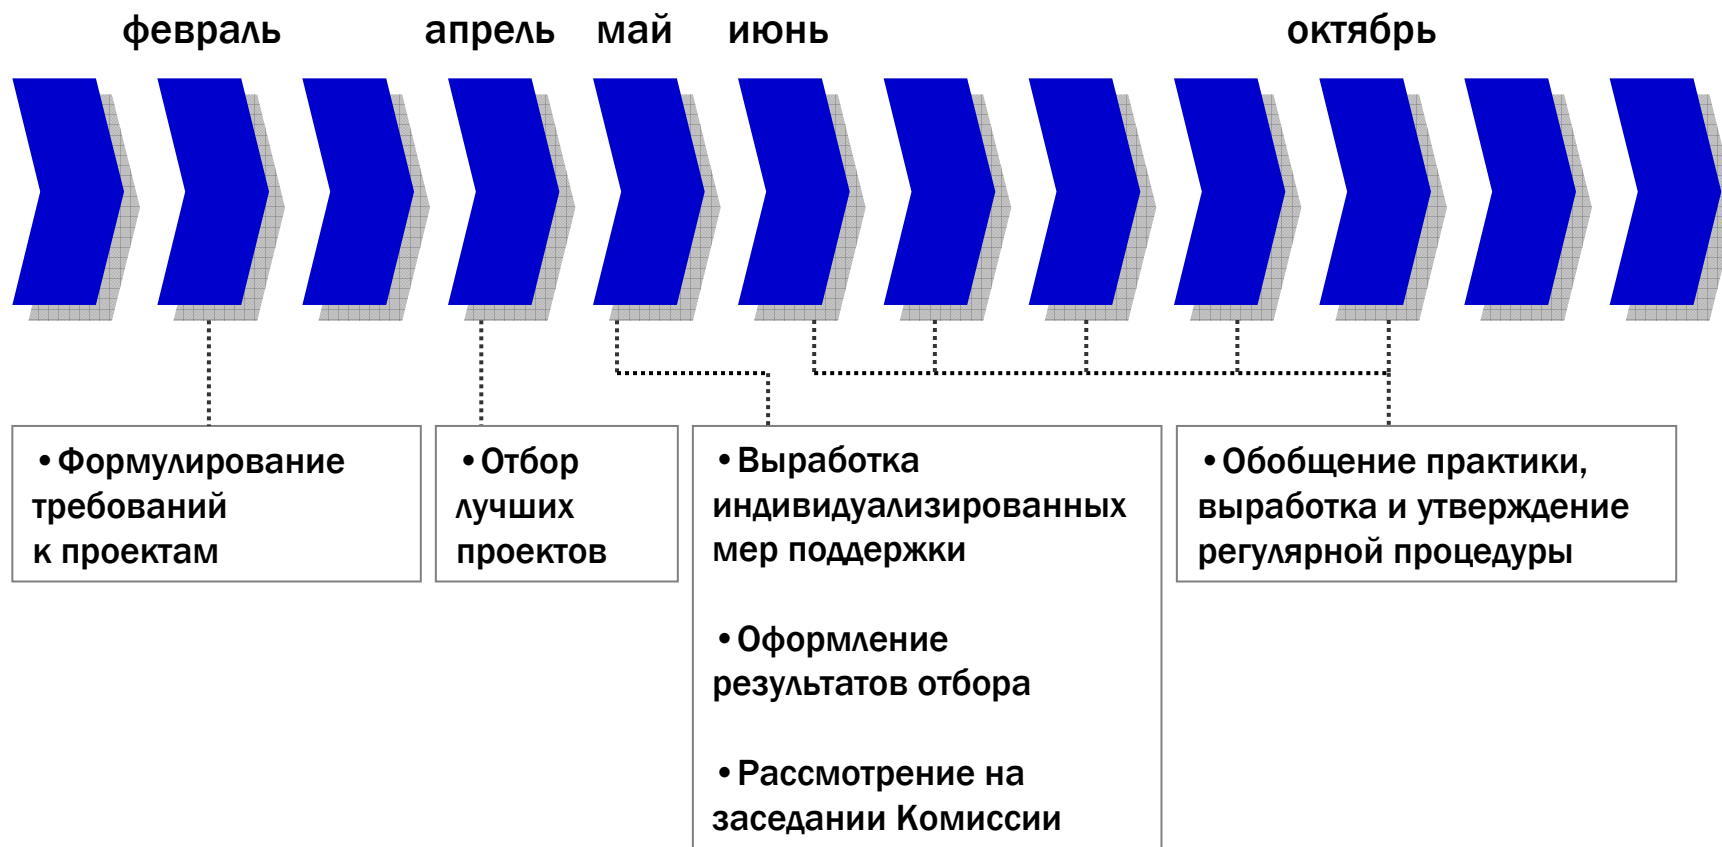 февраль апрель май июнь октябрь
•Формулирование
требований
к проектам
•Отбор
лучших
проектов
•Выработка
индивидуализированных
мер поддержки
•Оформление
результатов отбора
•Рассмотрение на
заседании Комиссии
•Обобщение практики,
выработка и утверждение
регулярной процедуры